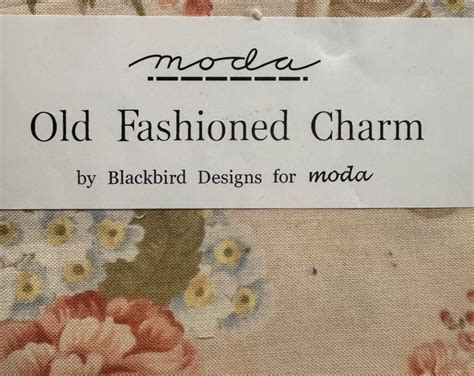 moda
Old Fashioned Charm
by Blackbird Designs for moda